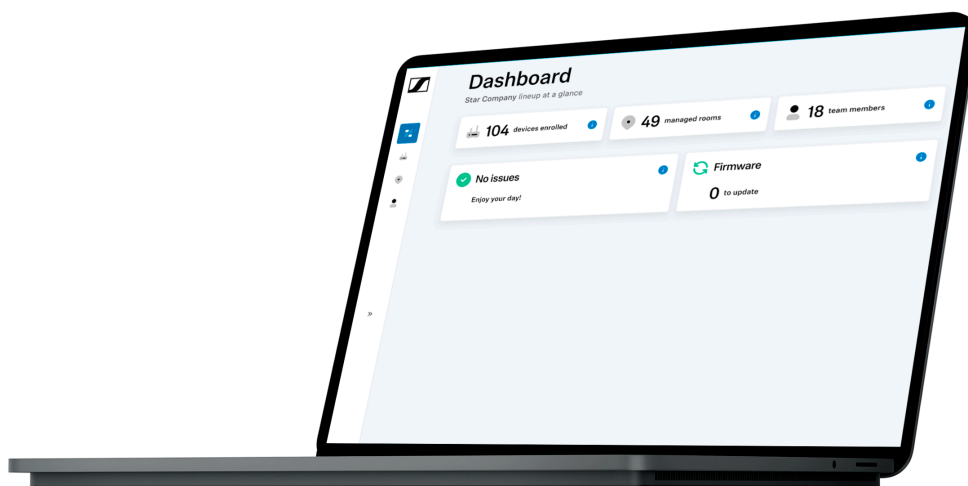 Dashboard
Star Company lineup at a glance
104 devices enrolled
49 managed rooms
18 team members
No issues
Enjoy your day!
Firmware
0 to update